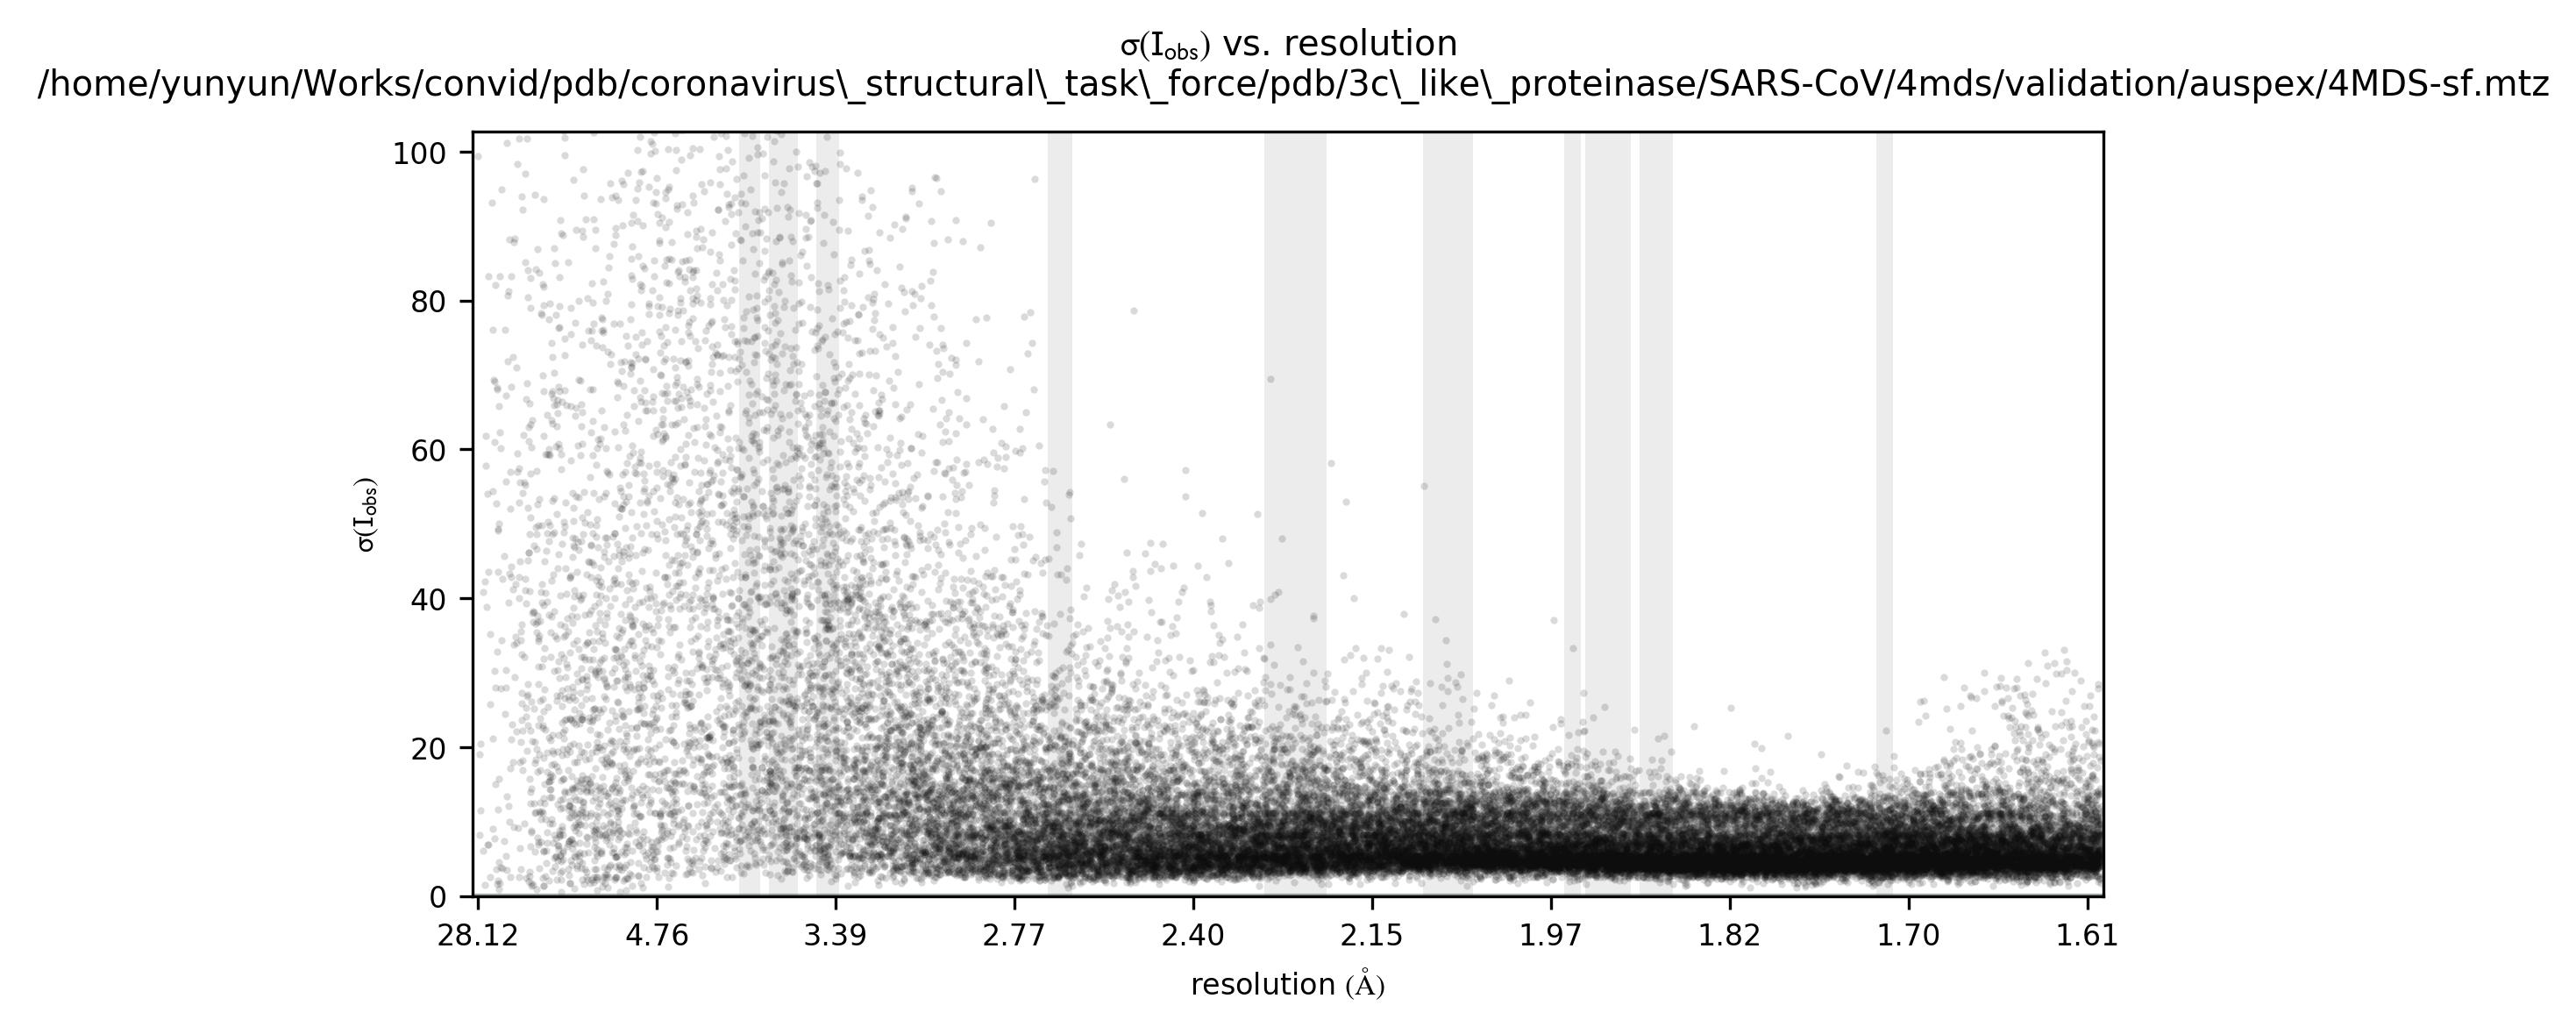 σ(Iobs) vs. resolution
/home/yunyun/Works/convid/pdb/coronavirus\_structural\_task\_force/pdb/3c\_like\_proteinase/SARS-CoV/4mds/validation/auspex/4MDS-sf.mtz
100
80
60
40
20
0
σ(Iobs)
28.12 4.76 3.39 2.77 2.40 2.15 1.97 1.82 1.70 1.61
resolution (Å)